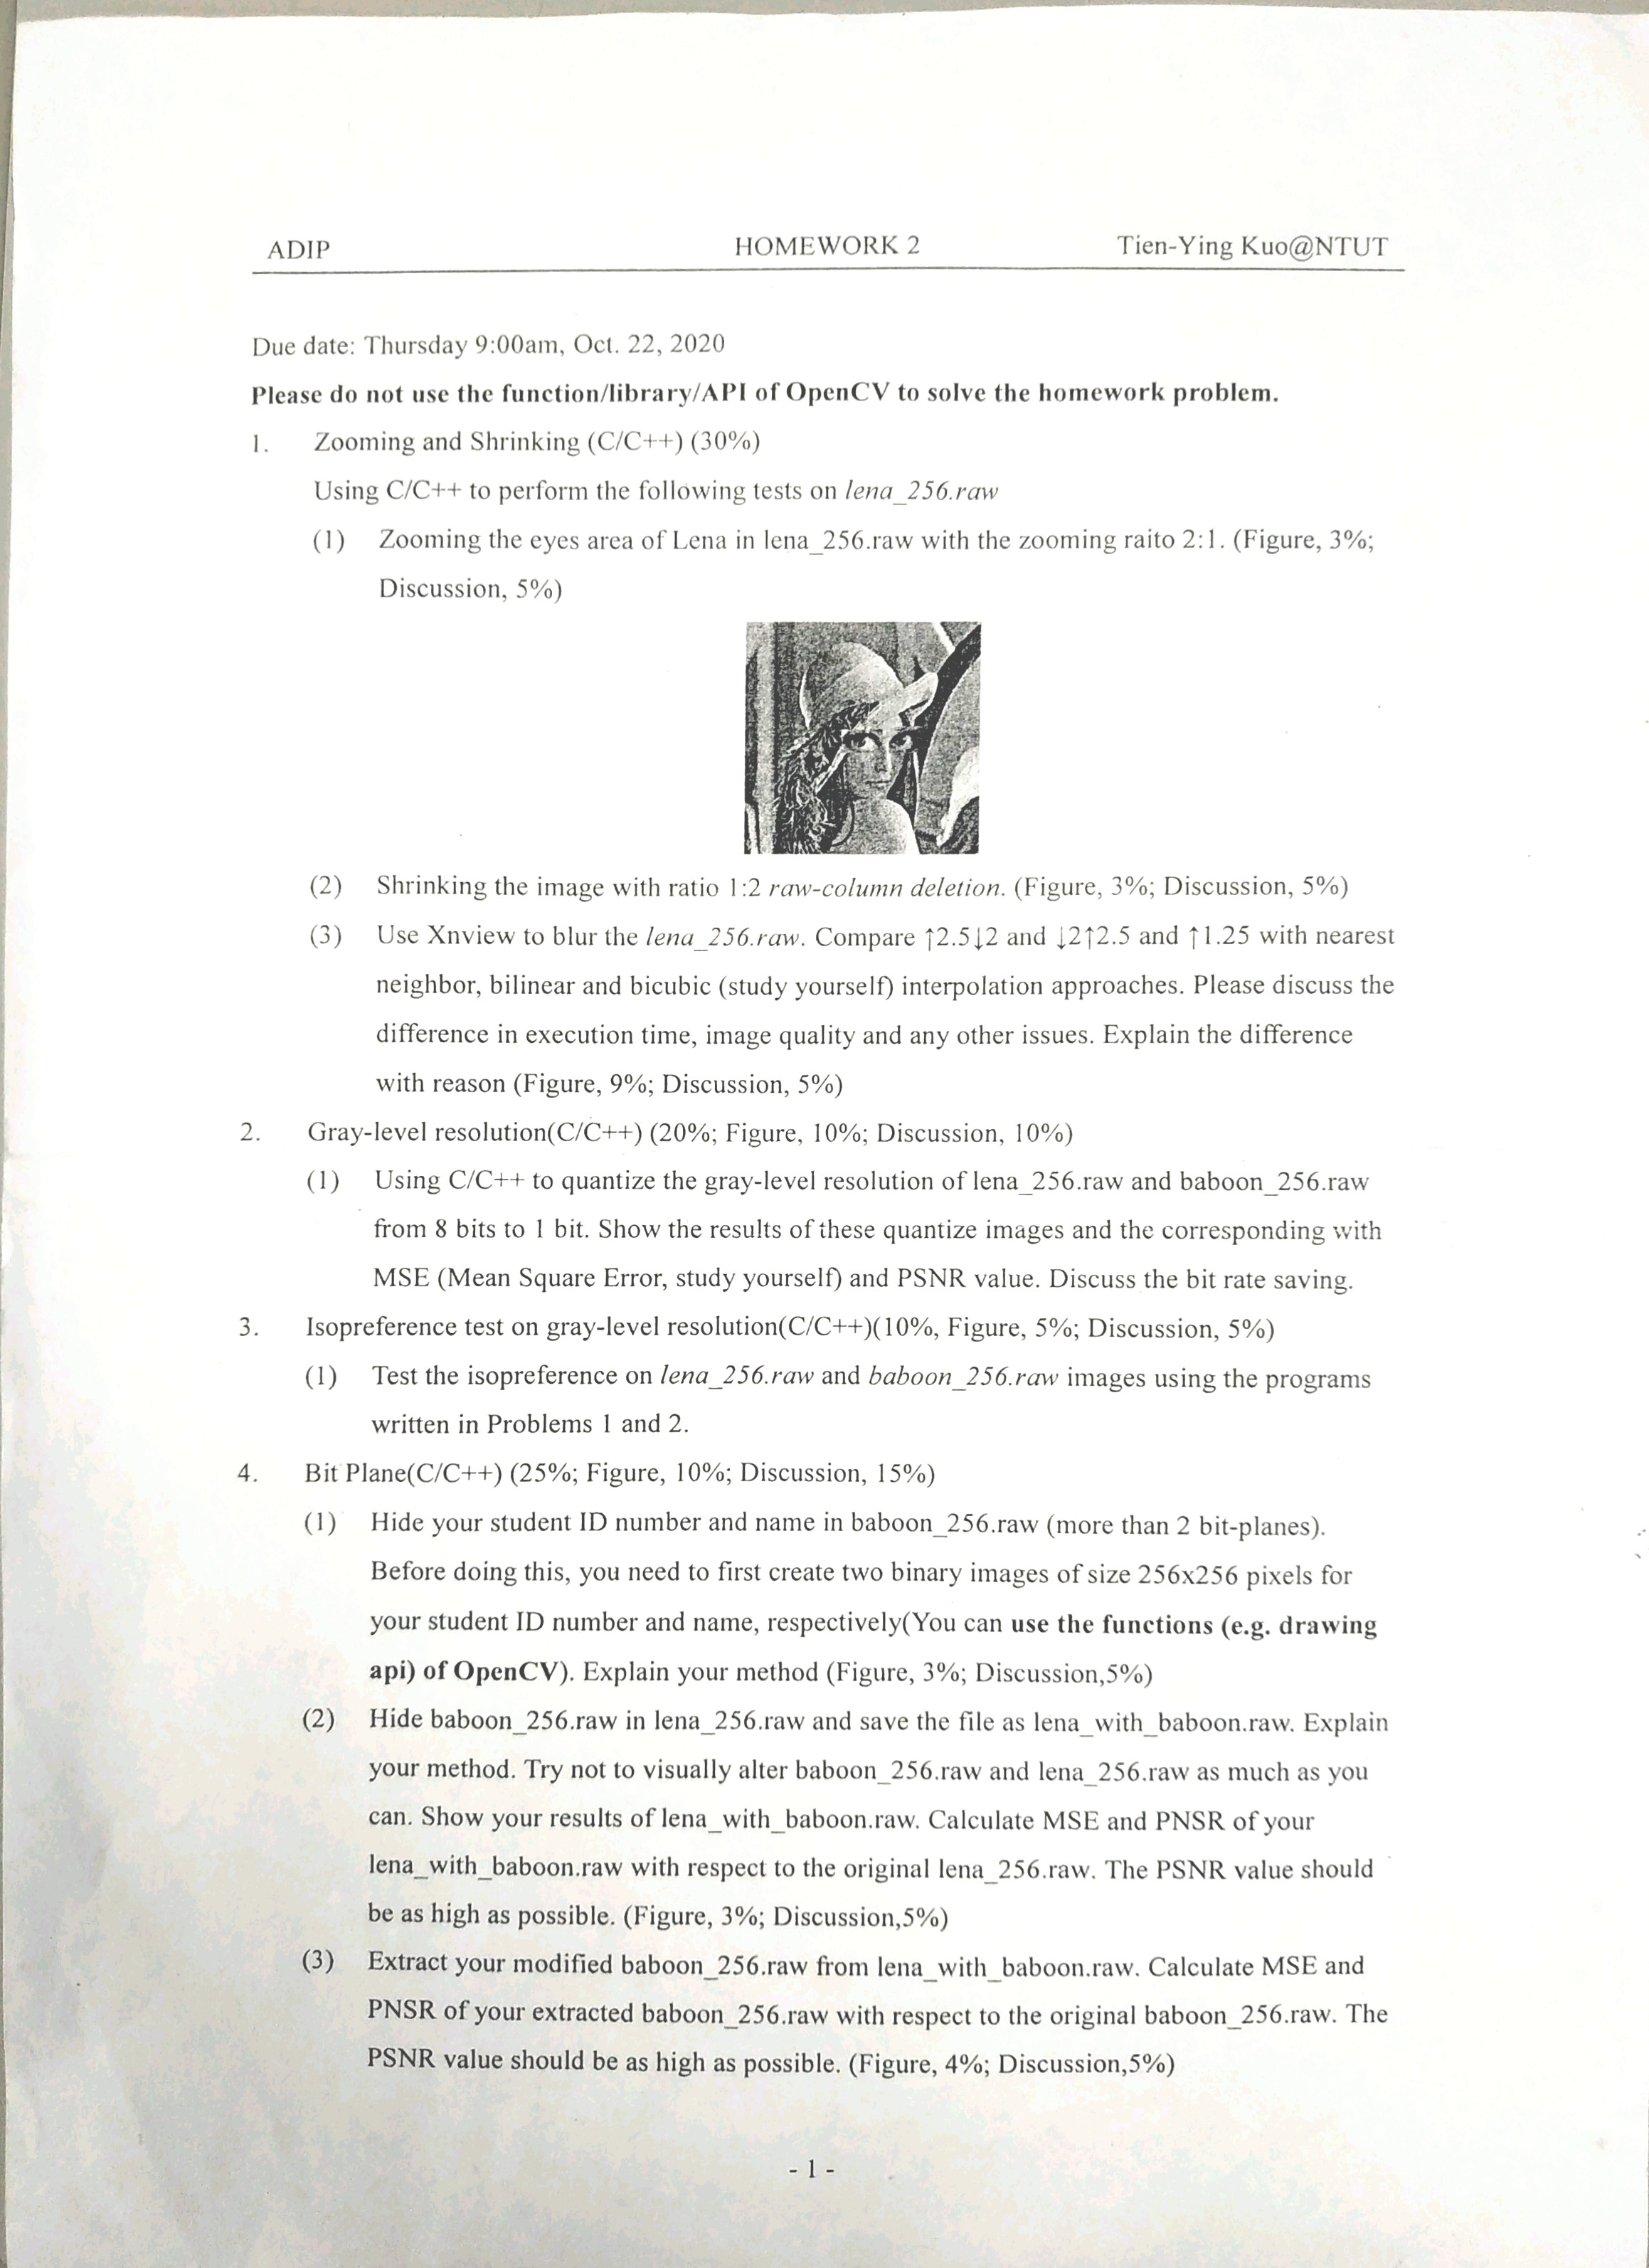 ADIP HOMEWORK 2 Tien-Ying Kuo@NTUT
Due date: Thursday 9:00am, Oct. 22, 2020
Please do not use the function/library/API of OpenCV to solve the homework problem.
1. Zooming and Shrinking (C/C++) (30%)
Using C/C++ to perform the following tests on lena_256.raw
(1) Zooming the eyes area of Lena in lena_256.raw with the zooming raito 2:1. (Figure, 3%;
Discussion, 5%)
(2) Shrinking the image with ratio 1:2 raw-column deletion. (Figure, 3%; Discussion, 5%)
(3) Use Xnview to blur the lena_256.raw. Compare ↑2.5↓2 and ↓2↑2.5 and ↑1.25 with nearest
neighbor, bilinear and bicubic (study yourself) interpolation approaches. Please discuss the
difference in execution time, image quality and any other issues. Explain the difference
with reason (Figure, 9%; Discussion, 5%)
2. Gray-level resolution(C/C++) (20%; Figure, 10%; Discussion, 10%)
(1) Using C/C++ to quantize the gray-level resolution of lena_256.raw and baboon_256.raw
from 8 bits to 1 bit. Show the results of these quantize images and the corresponding with
MSE (Mean Square Error, study yourself) and PSNR value. Discuss the bit rate saving.
3. Isopreference test on gray-level resolution(C/C++)(10%, Figure, 5%; Discussion, 5%)
(1) Test the isopreference on lena_256.raw and baboon_256.raw images using the programs
written in Problems 1 and 2.
4. Bit Plane(C/C++) (25%; Figure, 10%; Discussion, 15%)
(1) Hide your student ID number and name in baboon_256.raw (more than 2 bit-planes).
Before doing this, you need to first create two binary images of size 256x256 pixels for
your student ID number and name, respectively(You can use the functions (e.g. drawing
api) of OpenCV). Explain your method (Figure, 3%; Discussion,5%)
(2) Hide baboon_256.raw in lena_256.raw and save the file as lena_with_baboon.raw. Explain
your method. Try not to visually alter baboon_256.raw and lena_256.raw as much as you
can. Show your results of lena_with_baboon.raw. Calculate MSE and PNSR of your
lena_with_baboon.raw with respect to the original lena_256.raw. The PSNR value should
be as high as possible. (Figure, 3%; Discussion,5%)
(3) Extract your modified baboon_256.raw from lena_with_baboon.raw. Calculate MSE and
PNSR of your extracted baboon_256.raw with respect to the original baboon_256.raw. The
PSNR value should be as high as possible. (Figure, 4%; Discussion,5%)
- 1 -